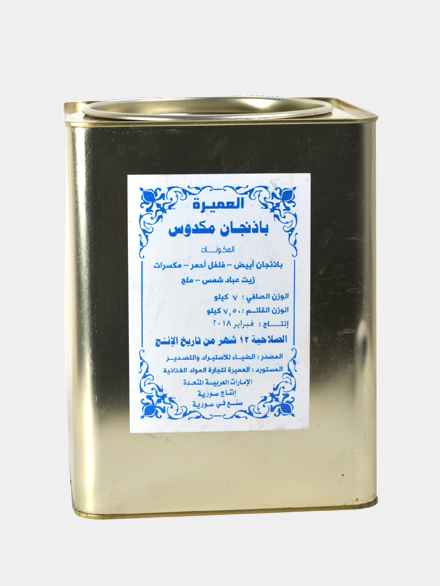 العميرة
باذنجان مكدوس
المكونات
باذنجان أبيض – فلفل أحمر – مكسرات
زيت عباد شمس – ملح
الوزن الصافي : ٧ كيلو
الوزن القائم : ٧,٥٠ كيلو
إنتاج : فبراير ٢٠١٨
الصلاحية ١٢ شهر من تاريخ الإنتج
المصدر : الضياء للاستيراد والتصدير
المستورد : العميرة لتجارة المواد الغذائية
الإمارات العربية المتحدة
إنتاج سورية
صنع في سورية